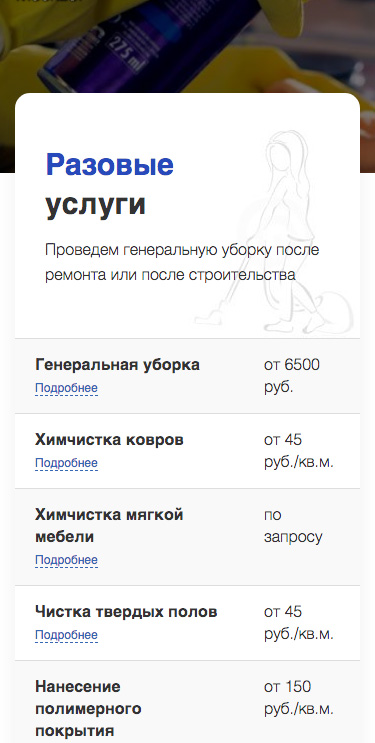 275 ml
Разовые
услуги
Проведем генеральную уборку после
ремонта или после строительства
Генеральная уборка
от 6500
руб.
Подробнее
Химчистка ковров
от 45
руб./кв.м.
Подробнее
Химчистка мягкой
мебели
по
запросу
Подробнее
Чистка твердых полов
от 45
руб./кв.м.
Подробнее
Нанесение
полимерного
покрытия
от 150
руб./кв.м.